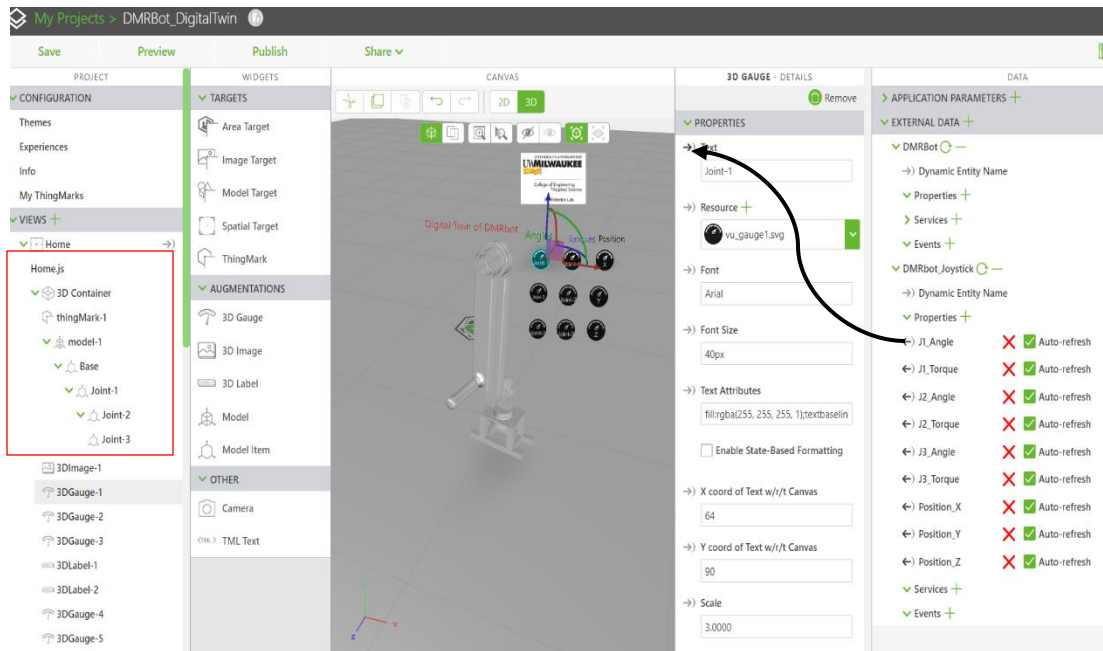 My Projects > DMRBot_DigitalTwin
Save Preview Publish Share
PROJECT
CONFIGURATION
Themes
Experiences
Info
My ThingMarks
VIEWS
Home
Home.js
3D Container
thingMark-1
model-1
Base
Joint-1
Joint-2
Joint-3
3DImage-1
3DGauge-1
3DGauge-2
3DGauge-3
3DLabel-1
3DLabel-2
3DGauge-4
3DGauge-5
WIDGETS
TARGETS
Area Target
Image Target
Model Target
Spatial Target
ThingMark
AUGMENTATIONS
3D Gauge
3D Image
3D Label
Model
Model Item
OTHER
Camera
<TML> TML Text
CANVAS
2D 3D
UWMILWAUKEE
College of Engineering
Digital Twin of DMRbot
Position
X
Y
Z
z x
3D GAUGE - DETAILS
Remove
PROPERTIES
Text
Joint-1
Resource
vu_gauge1.svg
Font
Arial
Font Size
40px
Text Attributes
fill:rgba(255, 255, 255, 1);textbaselin
Enable State-Based Formatting
X coord of Text w/r/t Canvas
64
Y coord of Text w/r/t Canvas
90
Scale
3.0000
DATA
APPLICATION PARAMETERS
EXTERNAL DATA
DMRBot
Dynamic Entity Name
Properties
Services
Events
DMRbot_Joystick
Dynamic Entity Name
Properties
J1_Angle Auto-refresh
J1_Torque Auto-refresh
J2_Angle Auto-refresh
J2_Torque Auto-refresh
J3_Angle Auto-refresh
J3_Torque Auto-refresh
Position_X Auto-refresh
Position_Y Auto-refresh
Position_Z Auto-refresh
Services
Events